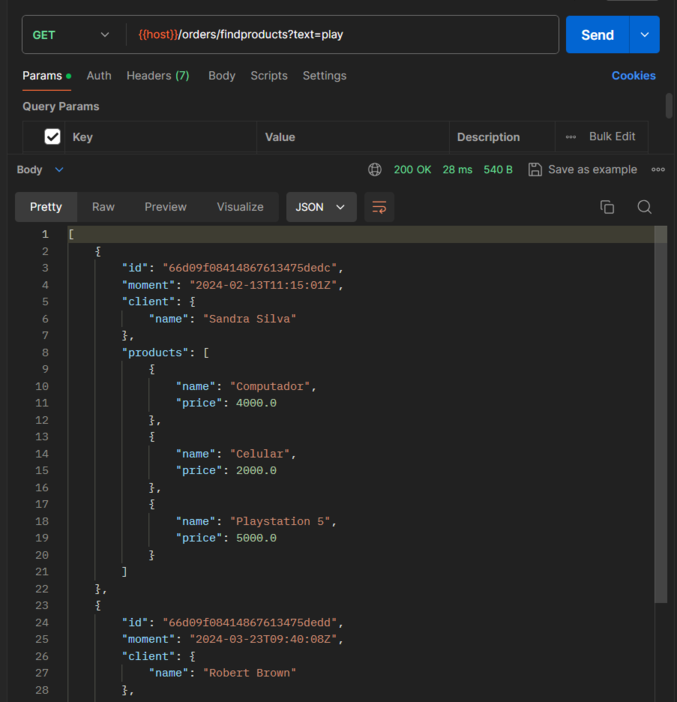 GET {{host}}/orders/findproducts?text=play Send
Params Auth Headers (7) Body Scripts Settings Cookies
Query Params
Key Value Description Bulk Edit
Body 200 OK 28 ms 540 B Save as example
Pretty Raw Preview Visualize JSON
1 [
2 {
3 "id": "66d09f08414867613475dedc",
4 "moment": "2024-02-13T11:15:01Z",
5 "client": {
6 "name": "Sandra Silva"
7 },
8 "products": [
9 {
10 "name": "Computador",
11 "price": 4000.0
12 },
13 {
14 "name": "Celular",
15 "price": 2000.0
16 },
17 {
18 "name": "Playstation 5",
19 "price": 5000.0
20 }
21 ]
22 },
23 {
24 "id": "66d09f08414867613475dedd",
25 "moment": "2024-03-23T09:40:08Z",
26 "client": {
27 "name": "Robert Brown"
28 },